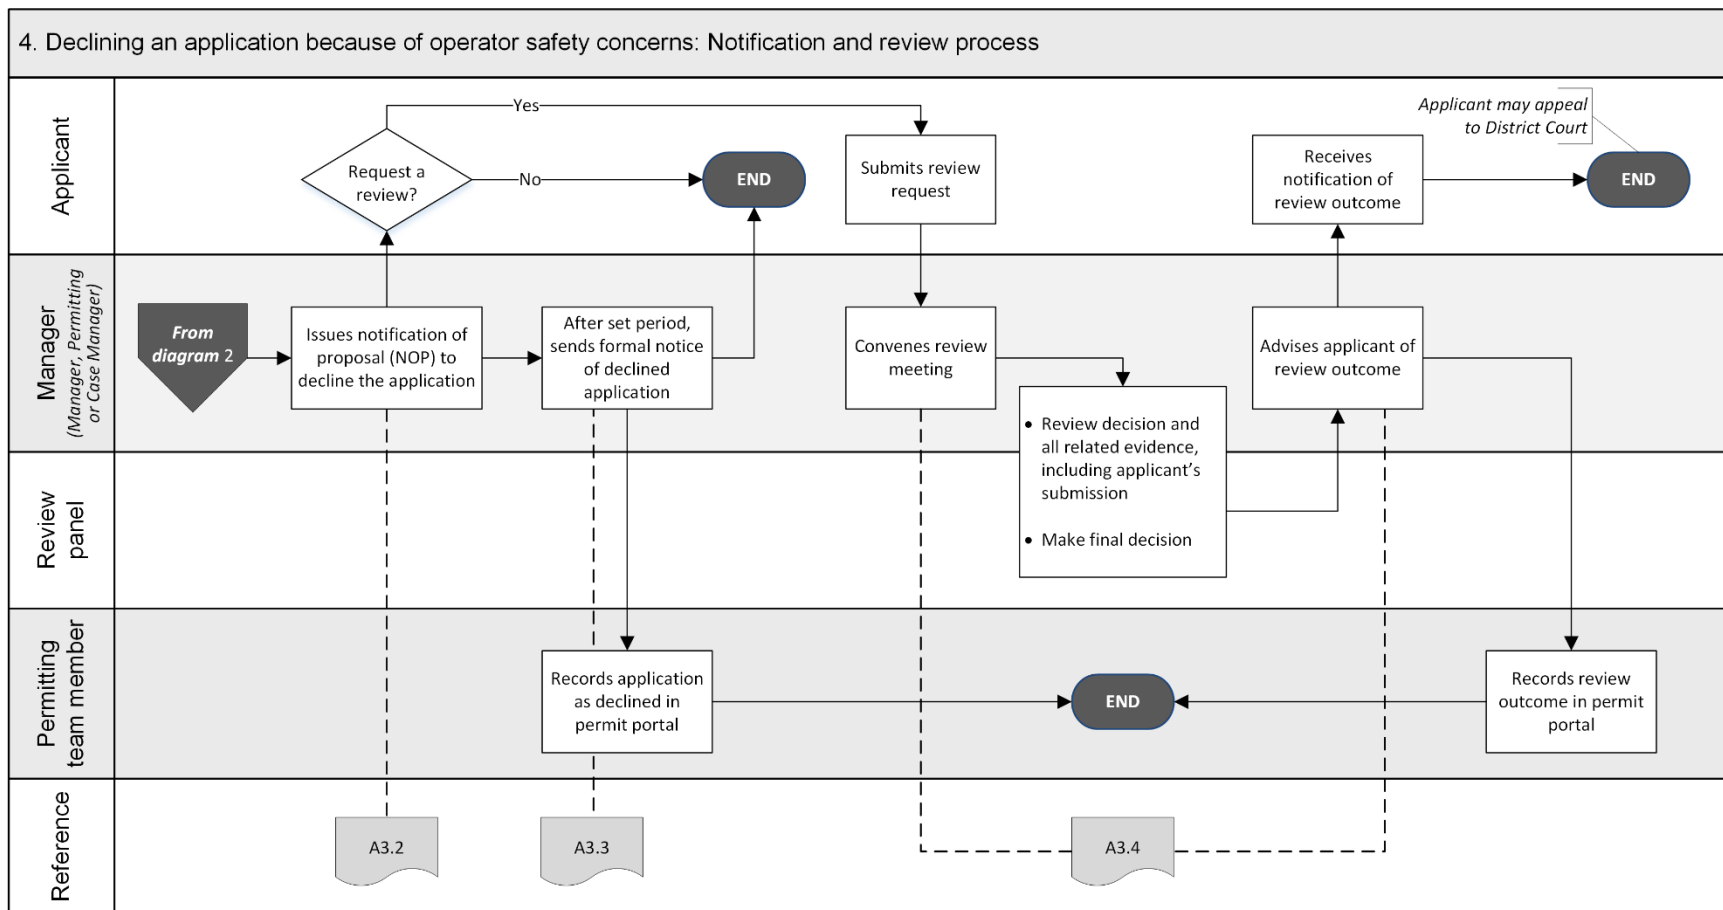 4. Declining an application because of operator safety concerns: Notification and review process
Applicant
Request a
review?
Yes
No
END
Submits review
request
Receives
notification of
review outcome
Applicant may appeal
to District Court
END
Manager
(Manager, Permitting
or Case Manager)
From
diagram 2
Issues notification of
proposal (NOP) to
decline the application
After set period,
sends formal notice
of declined
application
Convenes review
meeting
Advises applicant of
review outcome
Review
panel
• Review decision and
all related evidence,
including applicant’s
submission
• Make final decision
Permitting
team member
Records application
as declined in
permit portal
END
Records review
outcome in permit
portal
Reference
A3.2
A3.3
A3.4